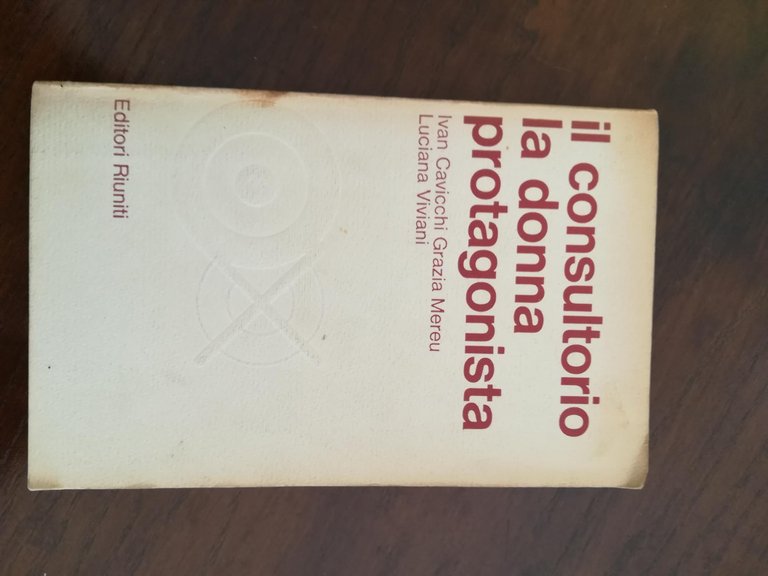 il consultorio
la donna
protagonista
Ivan Cavicchi Grazia Mereu
Luciana Viviani
Editori Riuniti